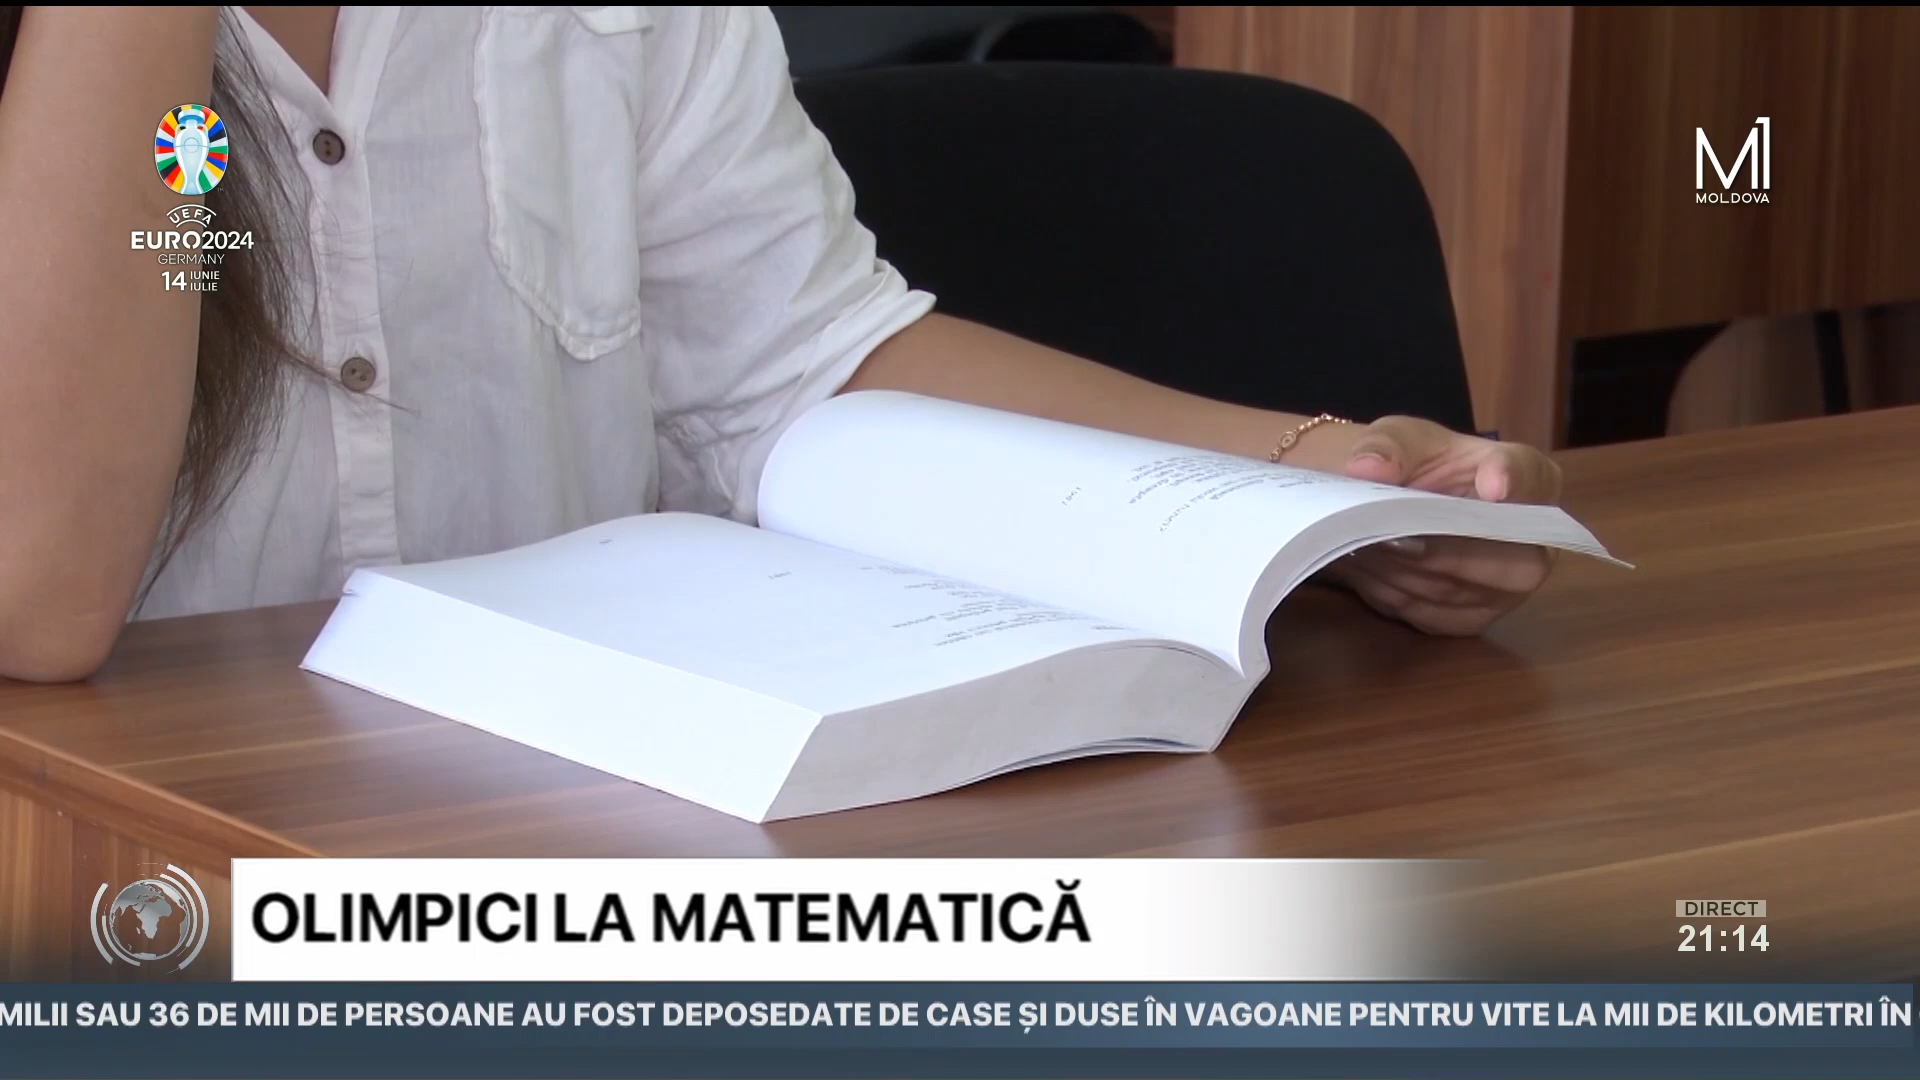 UEFA
EURO2024
GERMANY
14 IUNIE
IULIE
M1
MOLDOVA
OLIMPICI LA MATEMATICĂ
DIRECT
21:14
MILII SAU 36 DE MII DE PERSOANE AU FOST DEPOSEDATE DE CASE ȘI DUSE ÎN VAGOANE PENTRU VITE LA MII DE KILOMETRI ÎN